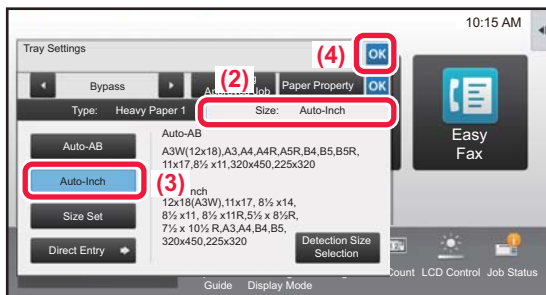 10:15 AM
Tray Settings
(4)
OK
(2)
Bypass
Job
Paper Property
OK
Type: Heavy Paper 1
Size: Auto-Inch
Auto-AB
Auto-AB
A3W(12x18),A3,A4,A4R,A5R,B4,B5,B5R,
11x17,8½ x11,320x450,225x320
Easy
Fax
Auto-Inch
(3)
nch
12x18(A3W),11x17, 8½ x14,
8½ x11, 8½ x11R,5½ x 8½R,
7½ x 10½ R,A3,A4,B4,B5,
320x450,225x320
Size Set
Direct Entry
Detection Size
Selection
Count
LCD Control
Job Status
Guide
Display Mode